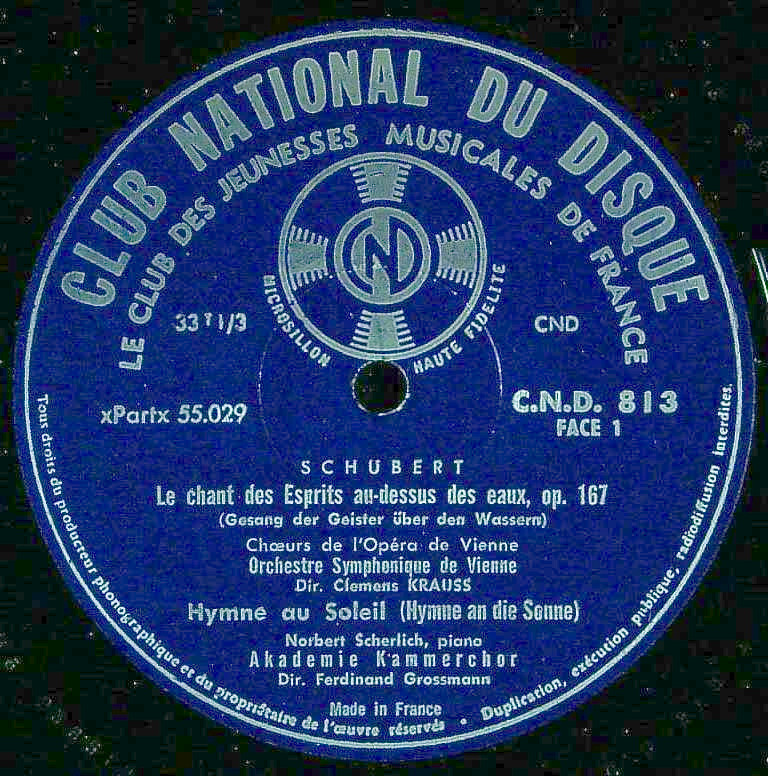 CLUB NATIONAL DU DISQUE
LE CLUB DES JEUNESSES MUSICALES DE FRANCE
CND
MICROSILLON HAUTE FIDELITE
33 T 1/3
CND
xPartx 55.029
C.N.D. 813
FACE 1
SCHUBERT
Le chant des Esprits au-dessus des eaux, op. 167
(Gesang der Geister über den Wassern)
Chœurs de l'Opéra de Vienne
Orchestre Symphonique de Vienne
Dir. Clemens KRAUSS
Hymne au Soleil (Hymne an die Sonne)
Norbert Scherlich, piano
Akademie Kammerchor
Dir. Ferdinand Grossmann
Made in France
Tous droits du producteur phonographique et du propriétaire de l'œuvre réservés • Duplication, exécution publique, radiodiffusion interdites.